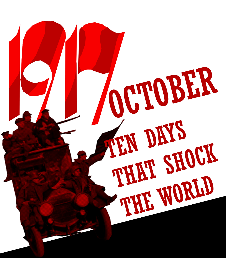 1917
OCTOBER
TEN DAYS
THAT SHOCK
THE WORLD